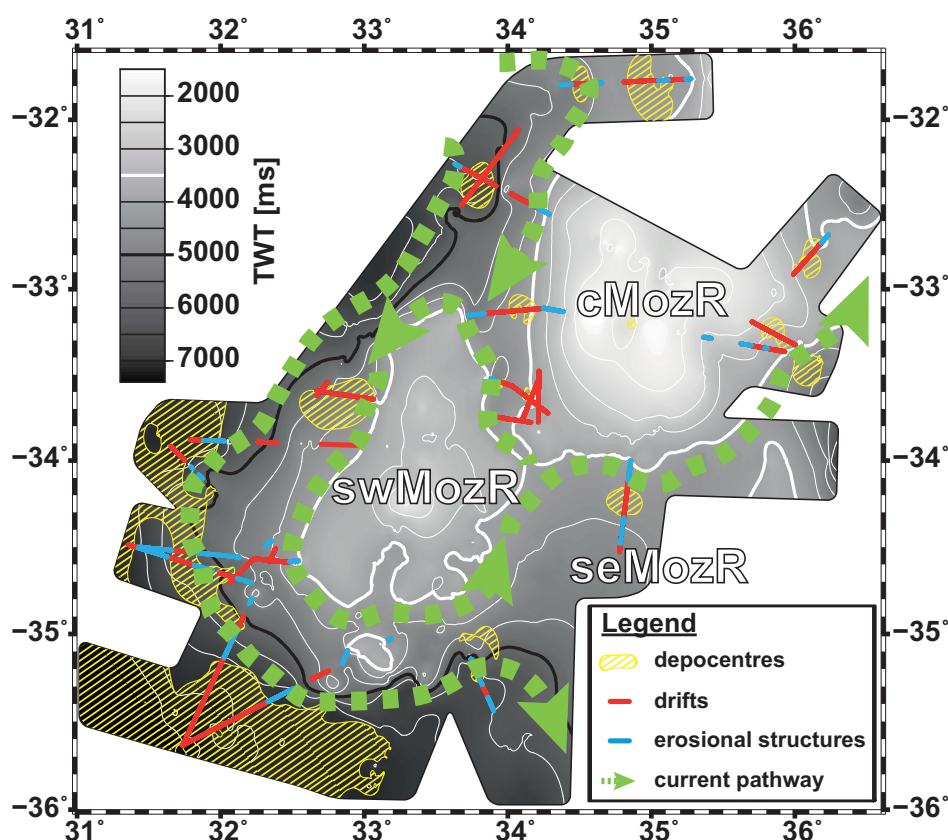 31˚ 32˚ 33˚ 34˚ 35˚ 36˚
−32˚ −32˚
−33˚ −33˚
−34˚ −34˚
−35˚ −35˚
−36˚ −36˚
31˚ 32˚ 33˚ 34˚ 35˚ 36˚
2000
3000
4000
5000
6000
7000
TWT [ms]
cMozR
swMozR
seMozR
Legend
depocentres
drifts
erosional structures
current pathway